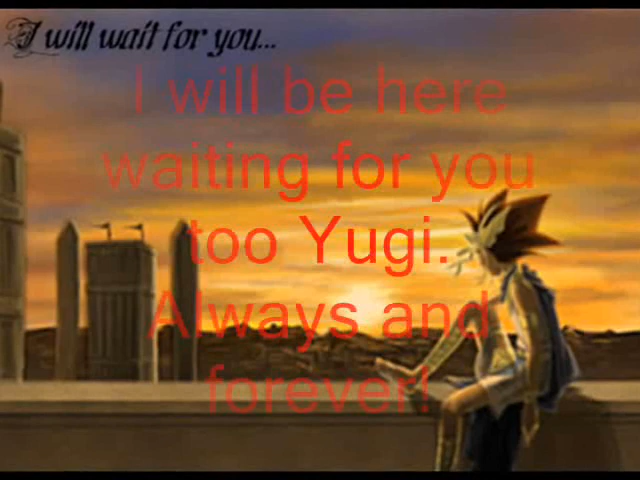 I will wait for you...
I will be here
waiting for you
too Yugi.
Always and
forever!